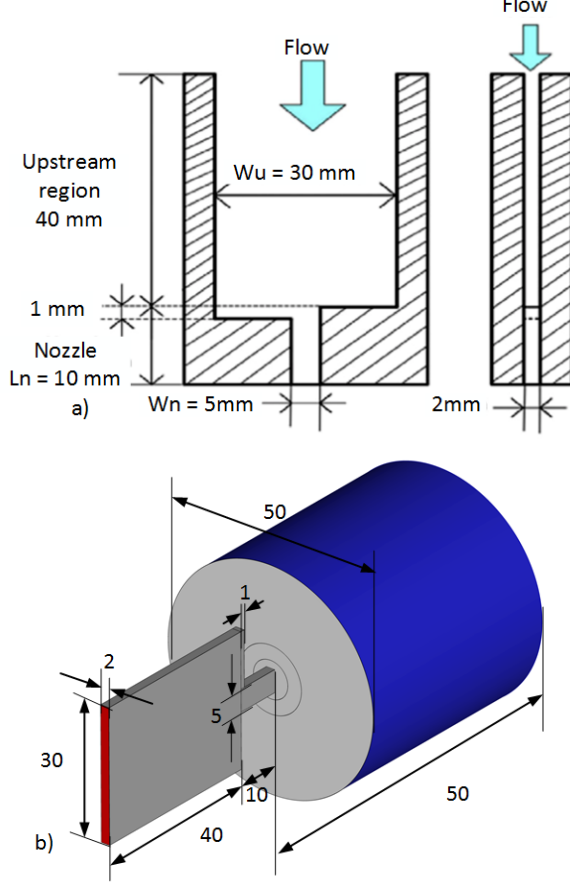 Flow
Flow
Upstream
region
40 mm
Wu = 30 mm
1 mm
Nozzle
Ln = 10 mm
a)
Wn = 5mm
2mm
50
1
2
5
30
10
50
40
b)